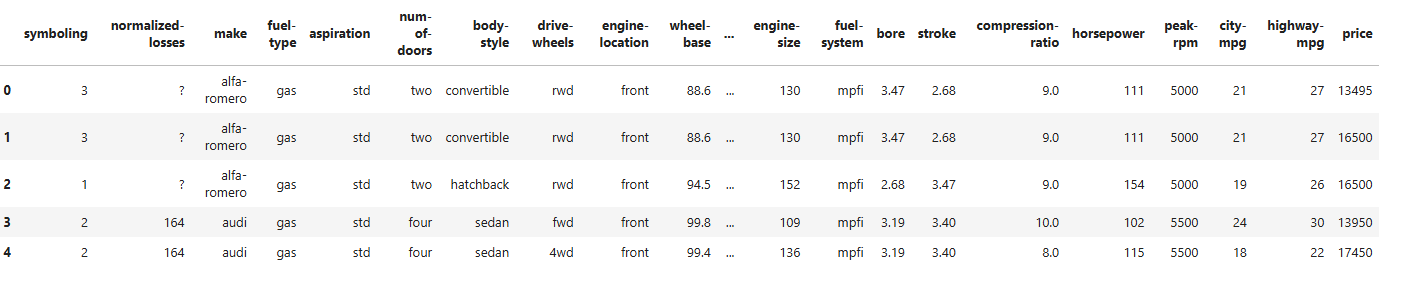 symboling normalized-losses make fuel-type aspiration num-of-doors body-style drive-wheels engine-location wheel-base ... engine-size fuel-system bore stroke compression-ratio horsepower peak-rpm city-mpg highway-mpg price
0 3 ? alfa-romero gas std two convertible rwd front 88.6 ... 130 mpfi 3.47 2.68 9.0 111 5000 21 27 13495
1 3 ? alfa-romero gas std two convertible rwd front 88.6 ... 130 mpfi 3.47 2.68 9.0 111 5000 21 27 16500
2 1 ? alfa-romero gas std two hatchback rwd front 94.5 ... 152 mpfi 2.68 3.47 9.0 154 5000 19 26 16500
3 2 164 audi gas std four sedan fwd front 99.8 ... 109 mpfi 3.19 3.40 10.0 102 5500 24 30 13950
4 2 164 audi gas std four sedan 4wd front 99.4 ... 136 mpfi 3.19 3.40 8.0 115 5500 18 22 17450